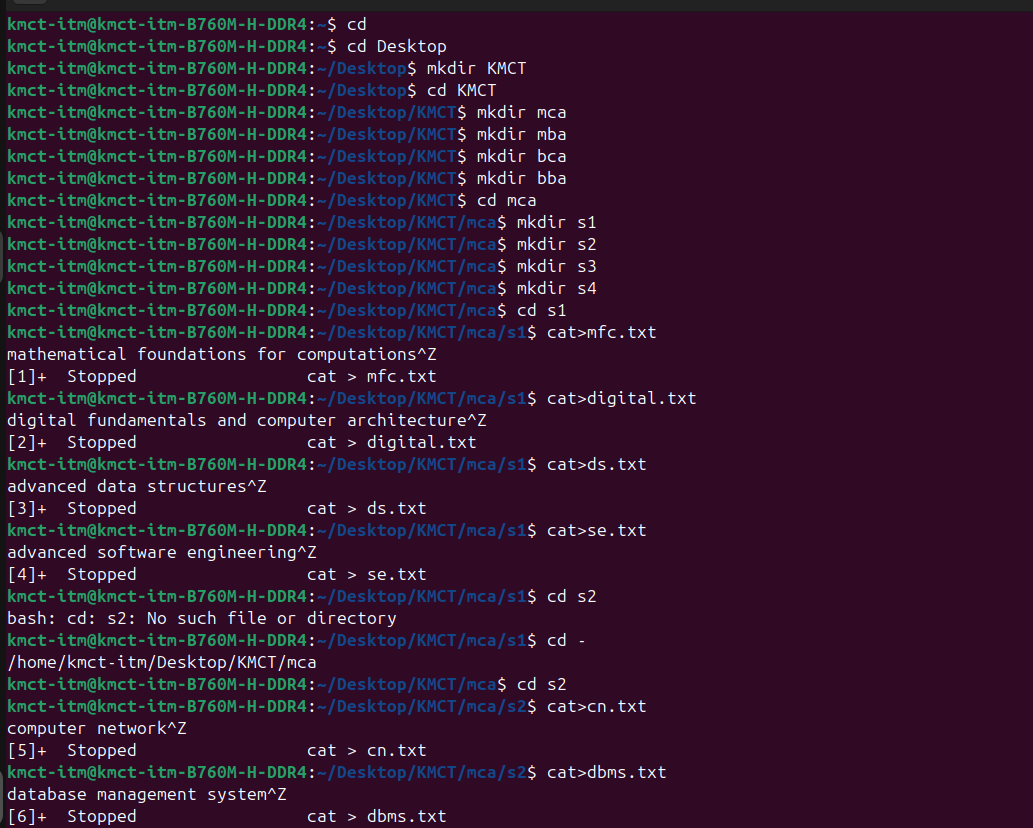 kmct-itm@kmct-itm-B760M-H-DDR4:~$ cd
kmct-itm@kmct-itm-B760M-H-DDR4:~$ cd Desktop
kmct-itm@kmct-itm-B760M-H-DDR4:~/Desktop$ mkdir KMCT
kmct-itm@kmct-itm-B760M-H-DDR4:~/Desktop$ cd KMCT
kmct-itm@kmct-itm-B760M-H-DDR4:~/Desktop/KMCT$ mkdir mca
kmct-itm@kmct-itm-B760M-H-DDR4:~/Desktop/KMCT$ mkdir mba
kmct-itm@kmct-itm-B760M-H-DDR4:~/Desktop/KMCT$ mkdir bca
kmct-itm@kmct-itm-B760M-H-DDR4:~/Desktop/KMCT$ mkdir bba
kmct-itm@kmct-itm-B760M-H-DDR4:~/Desktop/KMCT$ cd mca
kmct-itm@kmct-itm-B760M-H-DDR4:~/Desktop/KMCT/mca$ mkdir s1
kmct-itm@kmct-itm-B760M-H-DDR4:~/Desktop/KMCT/mca$ mkdir s2
kmct-itm@kmct-itm-B760M-H-DDR4:~/Desktop/KMCT/mca$ mkdir s3
kmct-itm@kmct-itm-B760M-H-DDR4:~/Desktop/KMCT/mca$ mkdir s4
kmct-itm@kmct-itm-B760M-H-DDR4:~/Desktop/KMCT/mca$ cd s1
kmct-itm@kmct-itm-B760M-H-DDR4:~/Desktop/KMCT/mca/s1$ cat>mfc.txt
mathematical foundations for computations^Z
[1]+  Stopped                 cat > mfc.txt
kmct-itm@kmct-itm-B760M-H-DDR4:~/Desktop/KMCT/mca/s1$ cat>digital.txt
digital fundamentals and computer architecture^Z
[2]+  Stopped                 cat > digital.txt
kmct-itm@kmct-itm-B760M-H-DDR4:~/Desktop/KMCT/mca/s1$ cat>ds.txt
advanced data structures^Z
[3]+  Stopped                 cat > ds.txt
kmct-itm@kmct-itm-B760M-H-DDR4:~/Desktop/KMCT/mca/s1$ cat>se.txt
advanced software engineering^Z
[4]+  Stopped                 cat > se.txt
kmct-itm@kmct-itm-B760M-H-DDR4:~/Desktop/KMCT/mca/s1$ cd s2
bash: cd: s2: No such file or directory
kmct-itm@kmct-itm-B760M-H-DDR4:~/Desktop/KMCT/mca/s1$ cd -
/home/kmct-itm/Desktop/KMCT/mca
kmct-itm@kmct-itm-B760M-H-DDR4:~/Desktop/KMCT/mca$ cd s2
kmct-itm@kmct-itm-B760M-H-DDR4:~/Desktop/KMCT/mca/s2$ cat>cn.txt
computer network^Z
[5]+  Stopped                 cat > cn.txt
kmct-itm@kmct-itm-B760M-H-DDR4:~/Desktop/KMCT/mca/s2$ cat>dbms.txt
database management system^Z
[6]+  Stopped                 cat > dbms.txt